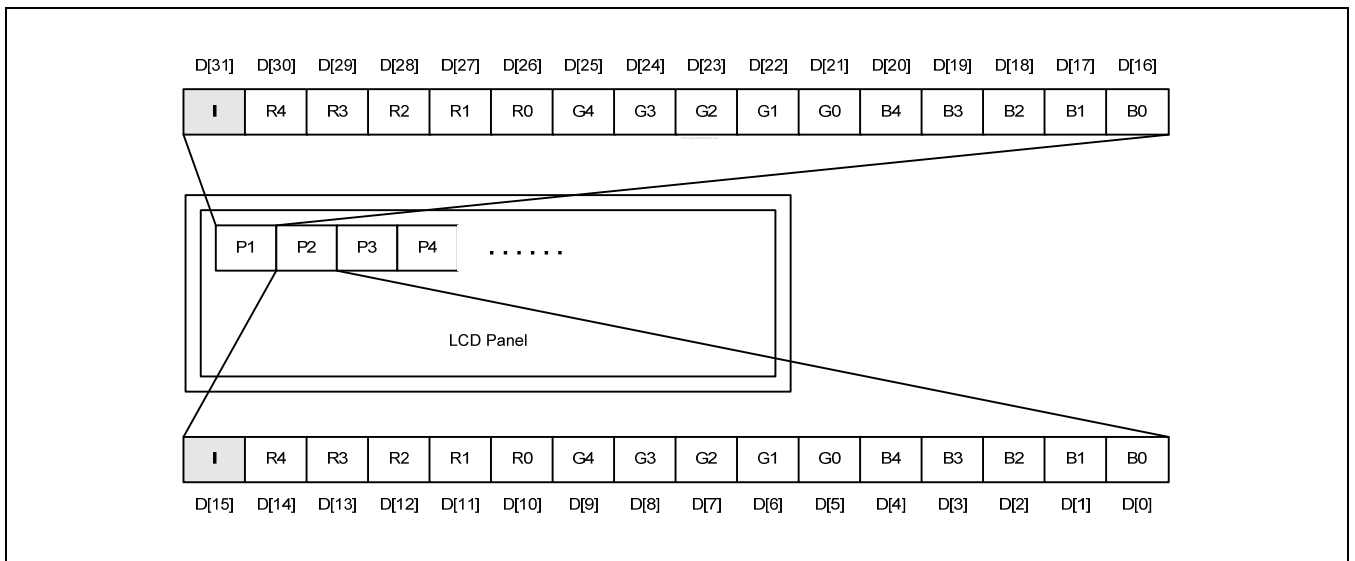 D[31] D[30] D[29] D[28] D[27] D[26] D[25] D[24] D[23] D[22] D[21] D[20] D[19] D[18] D[17] D[16]
I R4 R3 R2 R1 R0 G4 G3 G2 G1 G0 B4 B3 B2 B1 B0
P1 P2 P3 P4 ......
LCD Panel
I R4 R3 R2 R1 R0 G4 G3 G2 G1 G0 B4 B3 B2 B1 B0
D[15] D[14] D[13] D[12] D[11] D[10] D[9] D[8] D[7] D[6] D[5] D[4] D[3] D[2] D[1] D[0]